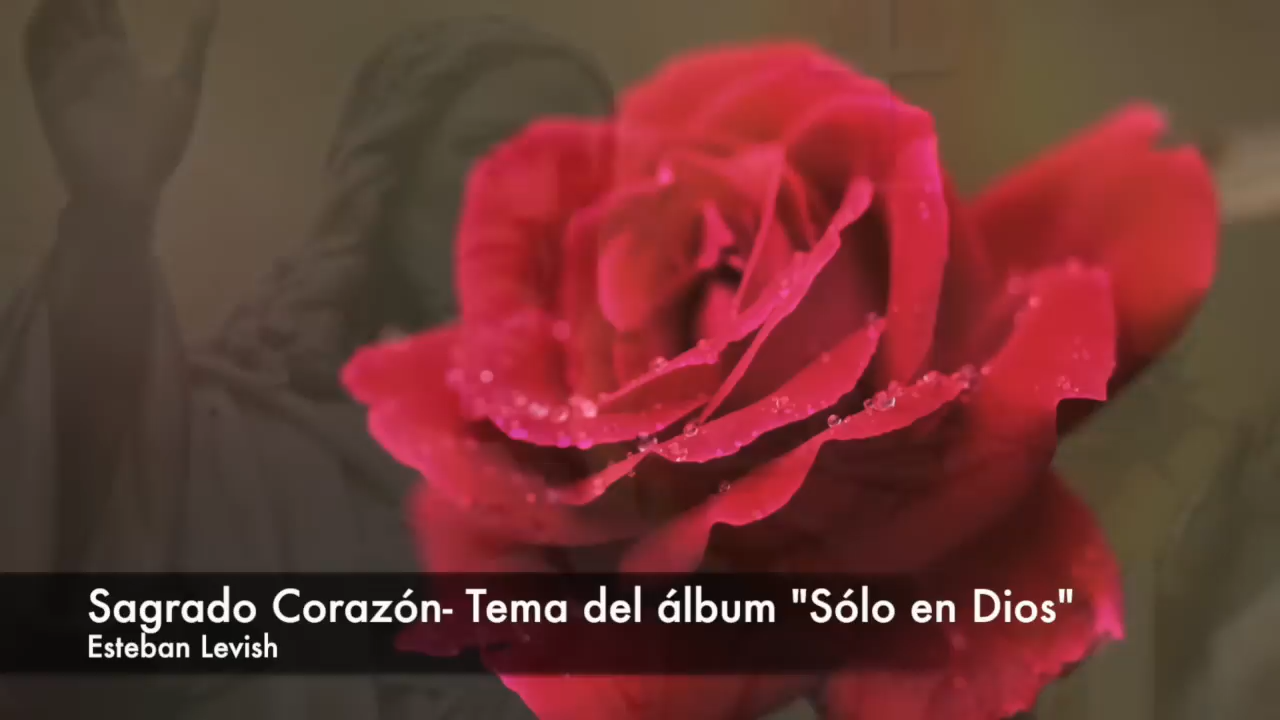 Sagrado Corazón- Tema del álbum "Sólo en Dios"
Esteban Levish